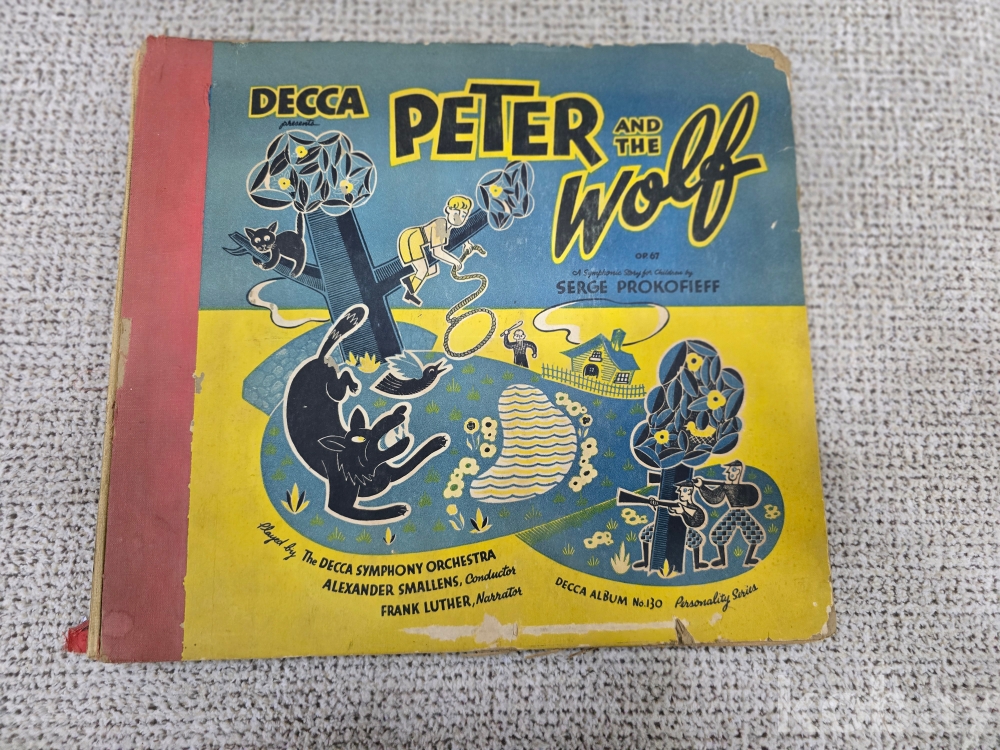 DECCA
presents
PETER
AND
THE
Wolf
OP. 67
A Symphonic Story for Children by
SERGE PROKOFIEFF
Played by The DECCA SYMPHONY ORCHESTRA
ALEXANDER SMALLENS, Conductor
FRANK LUTHER, Narrator
DECCA ALBUM No. 130 Personality Series